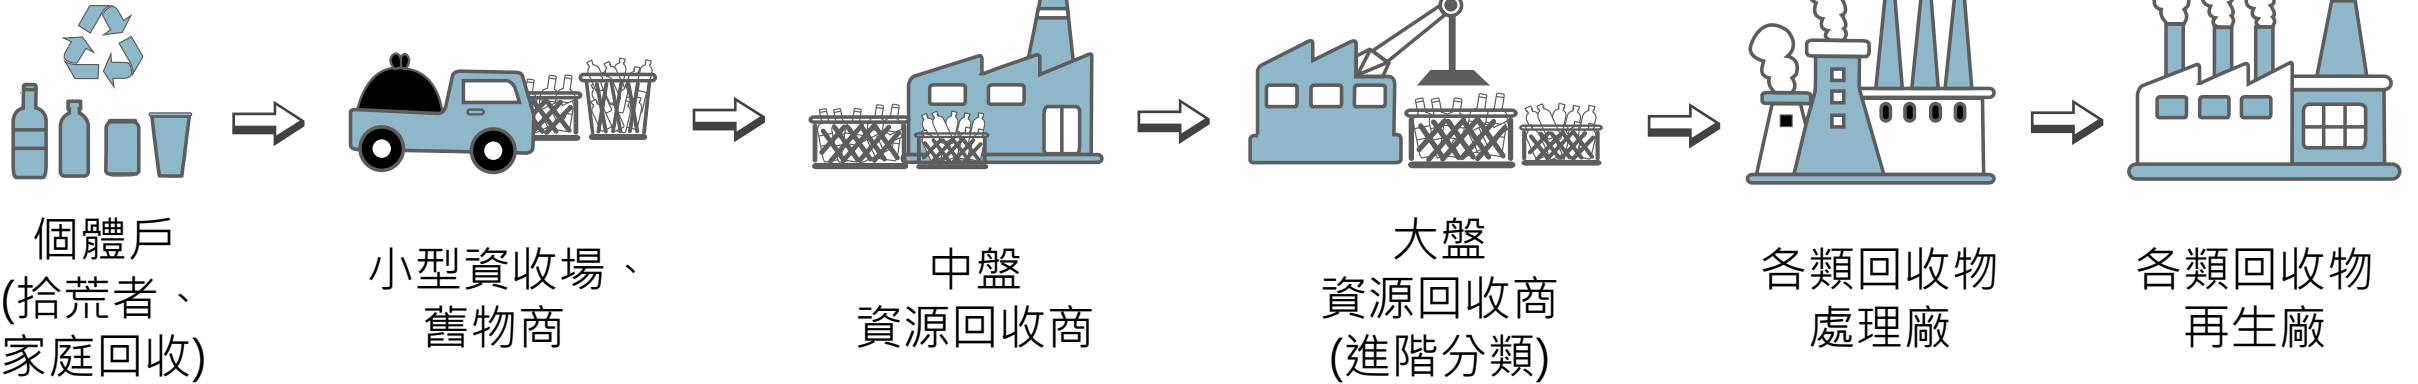 個體戶
(拾荒者、
家庭回收)
小型資收場、
舊物商
中盤
資源回收商
大盤
資源回收商
(進階分類)
各類回收物
處理廠
各類回收物
再生廠